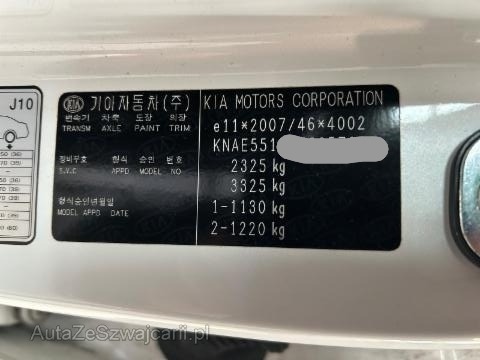 J10
KIA 기아자동차(주)
변속기 차축 도장 의장
TRANSM AXLE PAINT TRIM
정비부호 형식 승인 번호
S.V.C APPD MODEL NO
형식승인년월일
MODEL APPD DATE
KIA MOTORS CORPORATION
e11*2007/46*4002
KNAE551
2325 kg
3325 kg
1-1130 kg
2-1220 kg
AutaZeSzwajcarii.pl